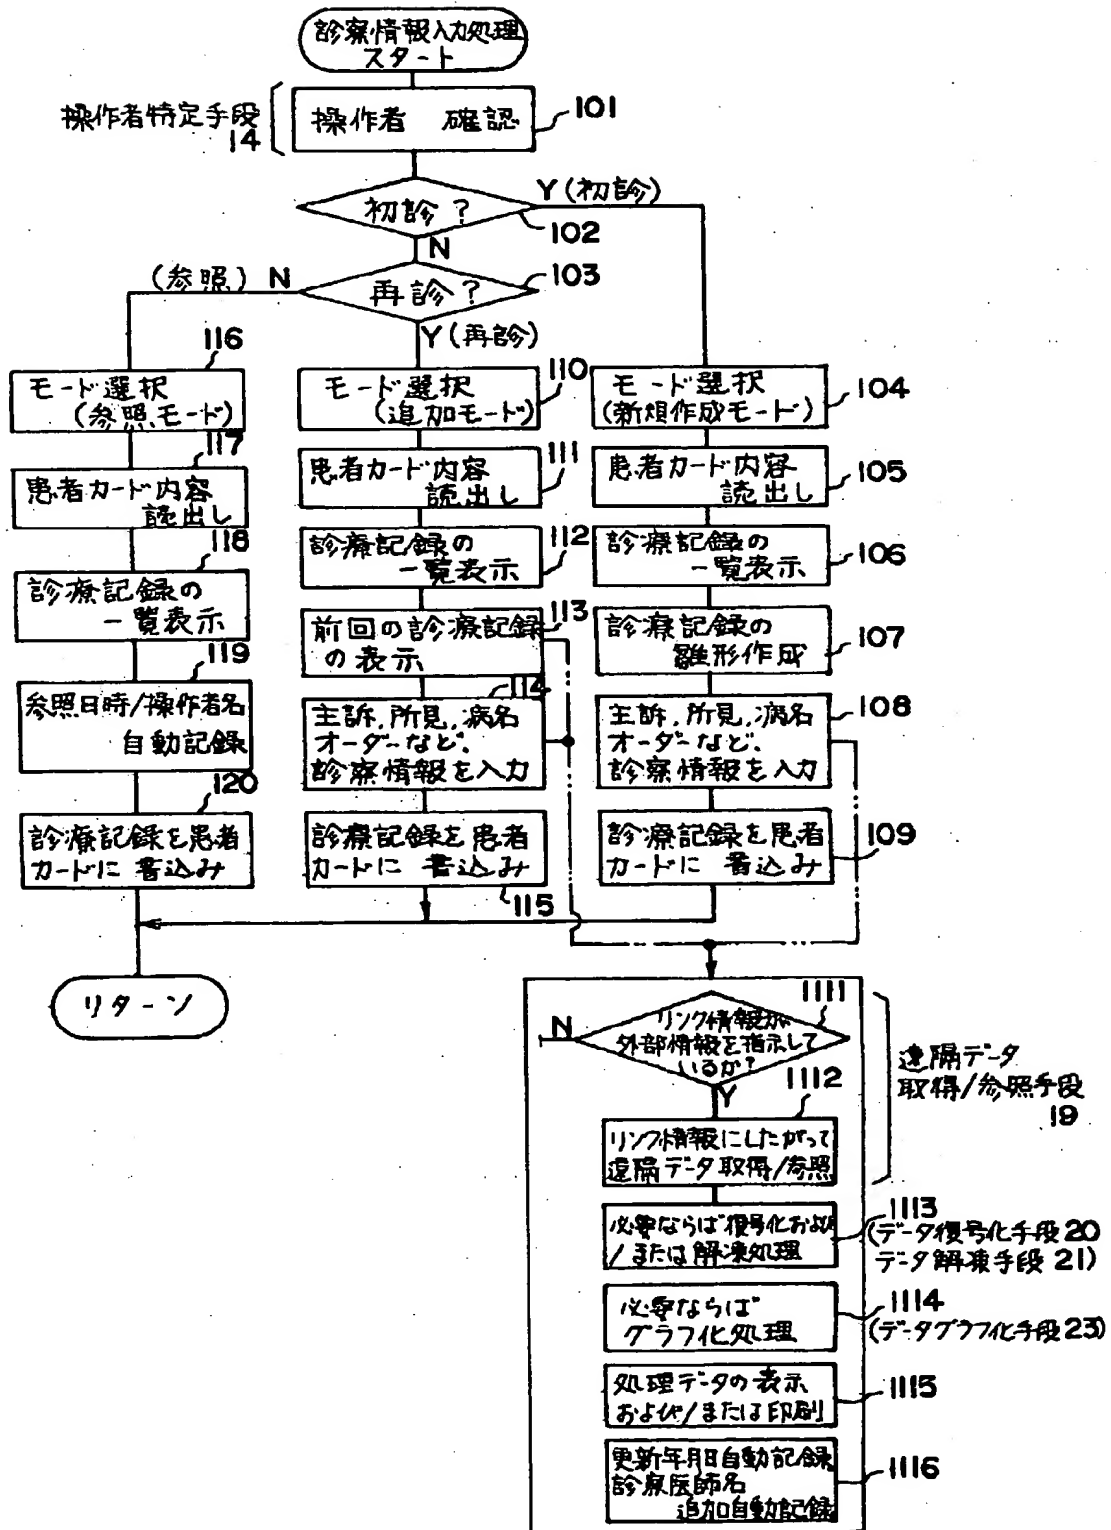 診察情報入力処理
スタート
操作者特定手段
14
操作者 確認
101
初診?
Y(初診)
102
N
(参照) N
再診?
103
Y(再診)
116
モード選択
(参照モード)
117
患者カード内容
読出し
118
診療記録の
一覧表示
119
参照日時/操作者名
自動記録
120
診療記録を患者
カードに書込み
モード選択
(追加モード)
110
患者カード内容
読出し
111
診療記録の
一覧表示
112
前回の診療記録
の表示
113
114
主訴,所見,病名
オーダーなど、
診察情報を入力
診療記録を患者
カードに書込み
115
モード選択
(新規作成モード)
104
患者カード内容
読出し
105
診療記録の
一覧表示
106
診療記録の
雛形作成
107
主訴,所見,病名
オーダーなど、
診察情報を入力
108
診療記録を患者
カードに書込み
109
リターン
1111
リンク情報が
外部情報を指示して
いるか?
N
Y
1112
リンク情報にしたがって
遠隔データ取得/参照
遠隔データ
取得/参照手段
19
必要ならば復号化および
/または解凍処理
1113
(データ復号化手段20
データ解凍手段21)
必要ならば
グラフ化処理
1114
(データグラフ化手段23)
処理データの表示
および/または印刷
1115
更新年月日自動記録
診察医師名
追加自動記録
1116